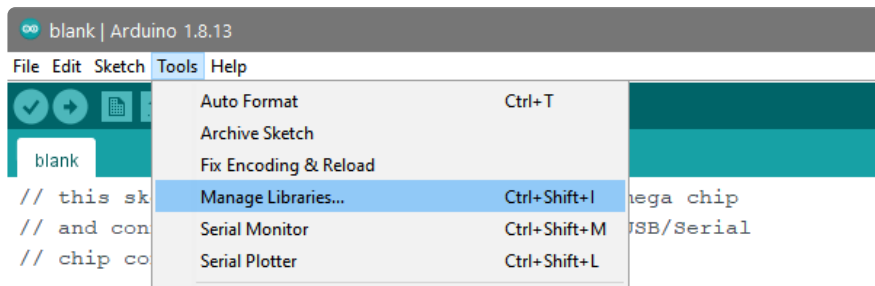 blank | Arduino 1.8.13
File Edit Sketch Tools Help
Auto Format Ctrl+T
Archive Sketch
blank
Fix Encoding & Reload
// this sk
Manage Libraries... Ctrl+Shift+I
mega chip
// and con
Serial Monitor Ctrl+Shift+M
USB/Serial
// chip co
Serial Plotter Ctrl+Shift+L